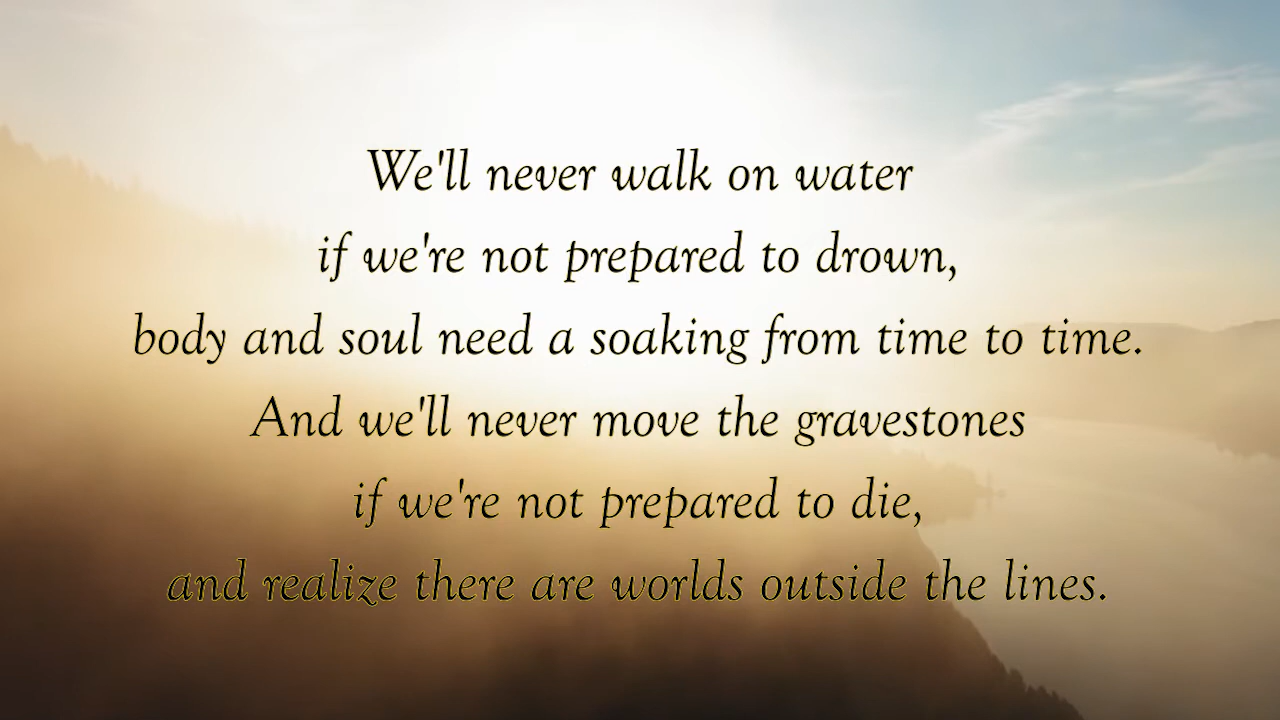 We'll never walk on water
if we're not prepared to drown,
body and soul need a soaking from time to time.
And we'll never move the gravestones
if we're not prepared to die,
and realize there are worlds outside the lines.